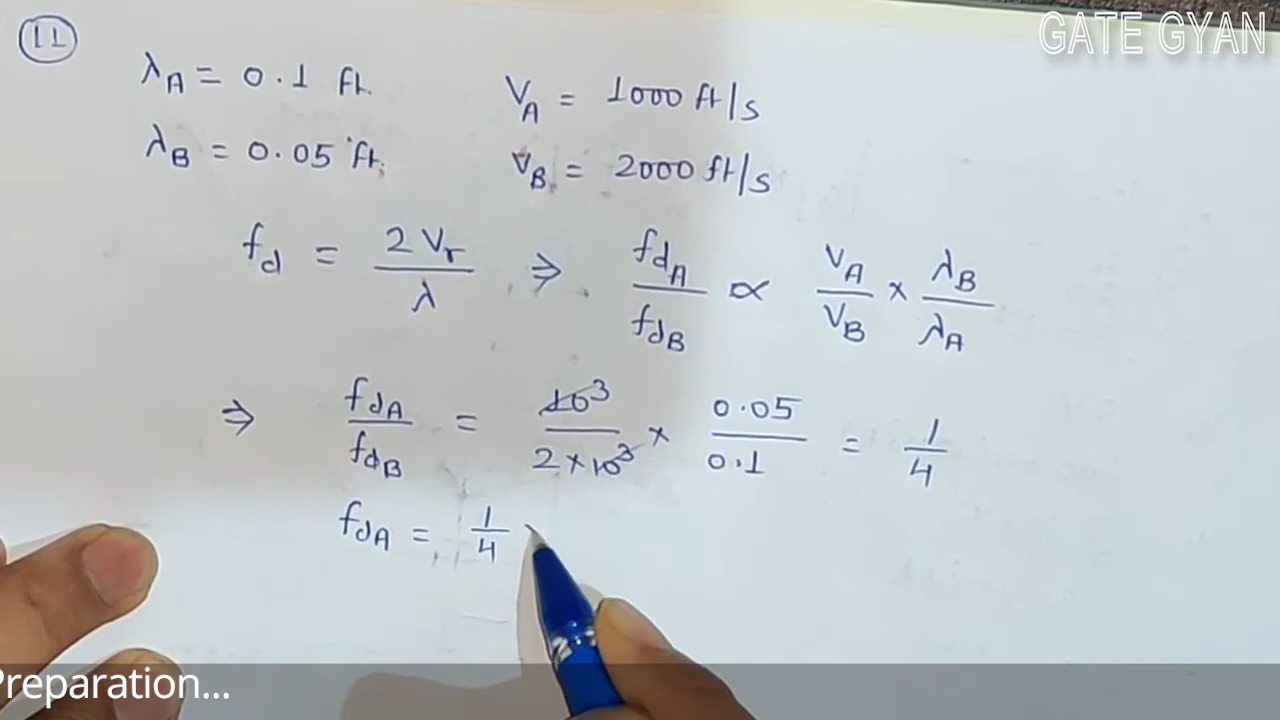 GATE GYAN
11
λA = 0.1 ft. VA = 1000 ft/s
λB = 0.05 ft. VB = 2000 ft/s
fd = 2Vr / λ ⇒ fdA / fdB ∝ VA / VB × λB / λA
⇒ fdA / fdB = 10³ / 2×10³ × 0.05 / 0.1 = 1/4
fdA = 1/4
Preparation...